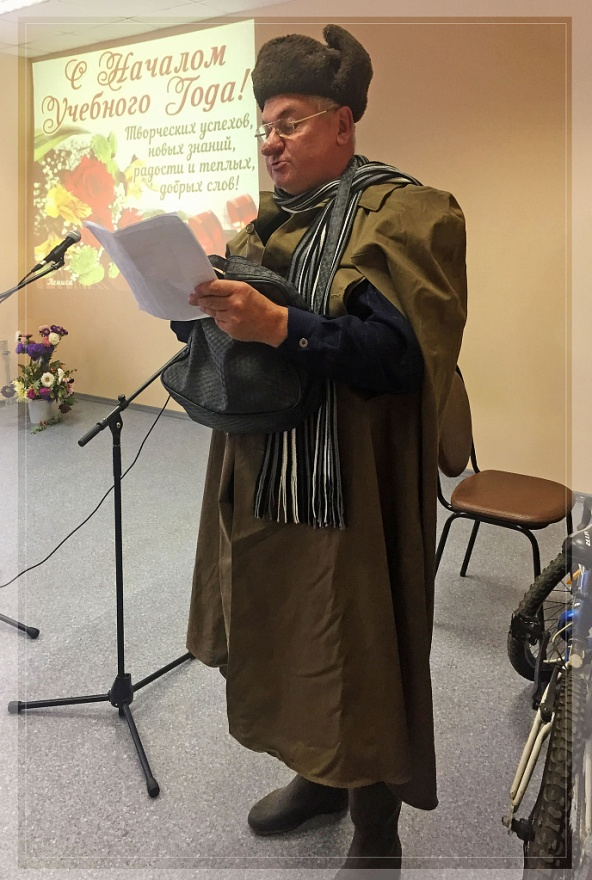 С Началом
Учебного Года!
Творческих успехов,
новых знаний,
радости и теплых,
добрых слов!